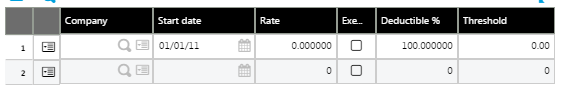 Company Start date Rate Exe... Deductible % Threshold
1 01/01/11 0.000000 100.000000 0.00
2 0 0 0